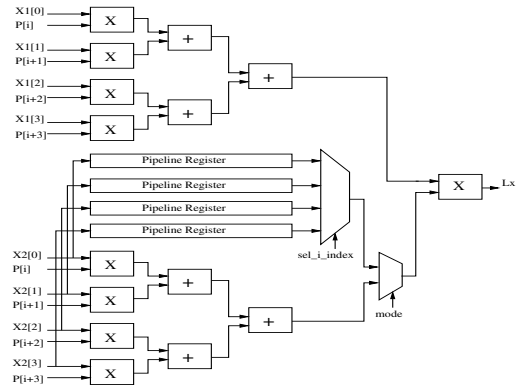 X1[0]
P[i]
X
+
X1[1]
P[i+1]
X
+
X1[2]
P[i+2]
X
+
X1[3]
P[i+3]
X
Pipeline Register
Pipeline Register
Pipeline Register
Pipeline Register
X
Lx
sel_i_index
X2[0]
P[i]
X
+
X2[1]
P[i+1]
X
+
mode
X2[2]
P[i+2]
X
+
X2[3]
P[i+3]
X